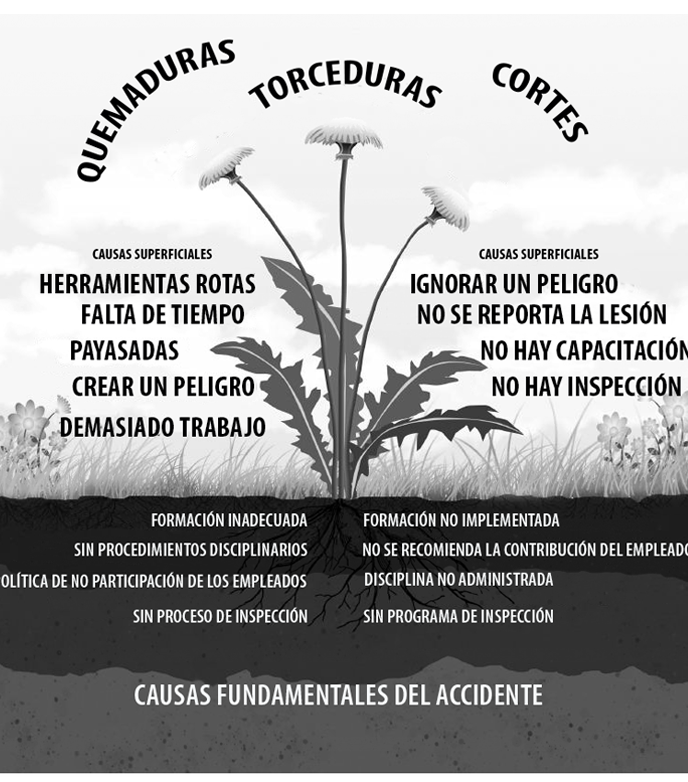 QUEMADURAS
TORCEDURAS
CORTES
CAUSAS SUPERFICIALES
HERRAMIENTAS ROTAS
FALTA DE TIEMPO
PAYASADAS
CREAR UN PELIGRO
DEMASIADO TRABAJO
CAUSAS SUPERFICIALES
IGNORAR UN PELIGRO
NO SE REPORTA LA LESIÓN
NO HAY CAPACITACIÓN
NO HAY INSPECCIÓN
FORMACIÓN INADECUADA
SIN PROCEDIMIENTOS DISCIPLINARIOS
OLÍTICA DE NO PARTICIPACIÓN DE LOS EMPLEADOS
SIN PROCESO DE INSPECCIÓN
FORMACIÓN NO IMPLEMENTADA
NO SE RECOMIENDA LA CONTRIBUCIÓN DEL EMPLEADO
DISCIPLINA NO ADMINISTRADA
SIN PROGRAMA DE INSPECCIÓN
CAUSAS FUNDAMENTALES DEL ACCIDENTE